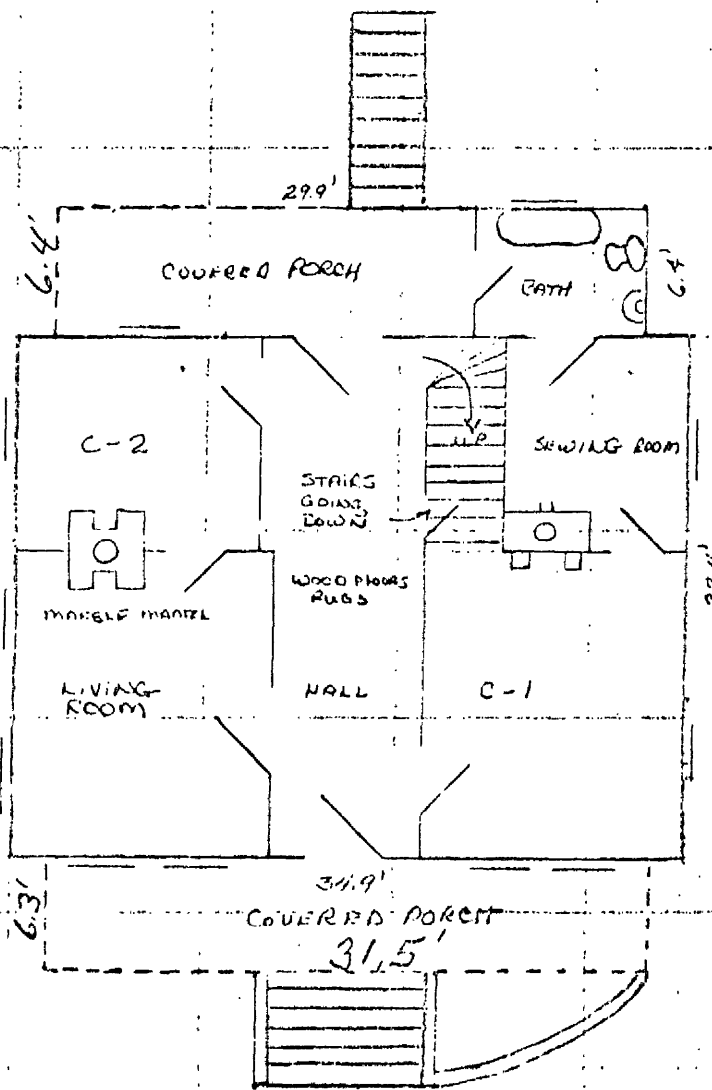 29.9'
6.4'
COVERED PORCH
BATH
6.4'
C-2
UP
SEWING ROOM
STAIRS
GOING
DOWN
WOOD FLOORS
RUGS
MARBLE MANTEL
LIVING
ROOM
HALL
C-1
34.9'
6.3'
COVERED PORCH
31.5'